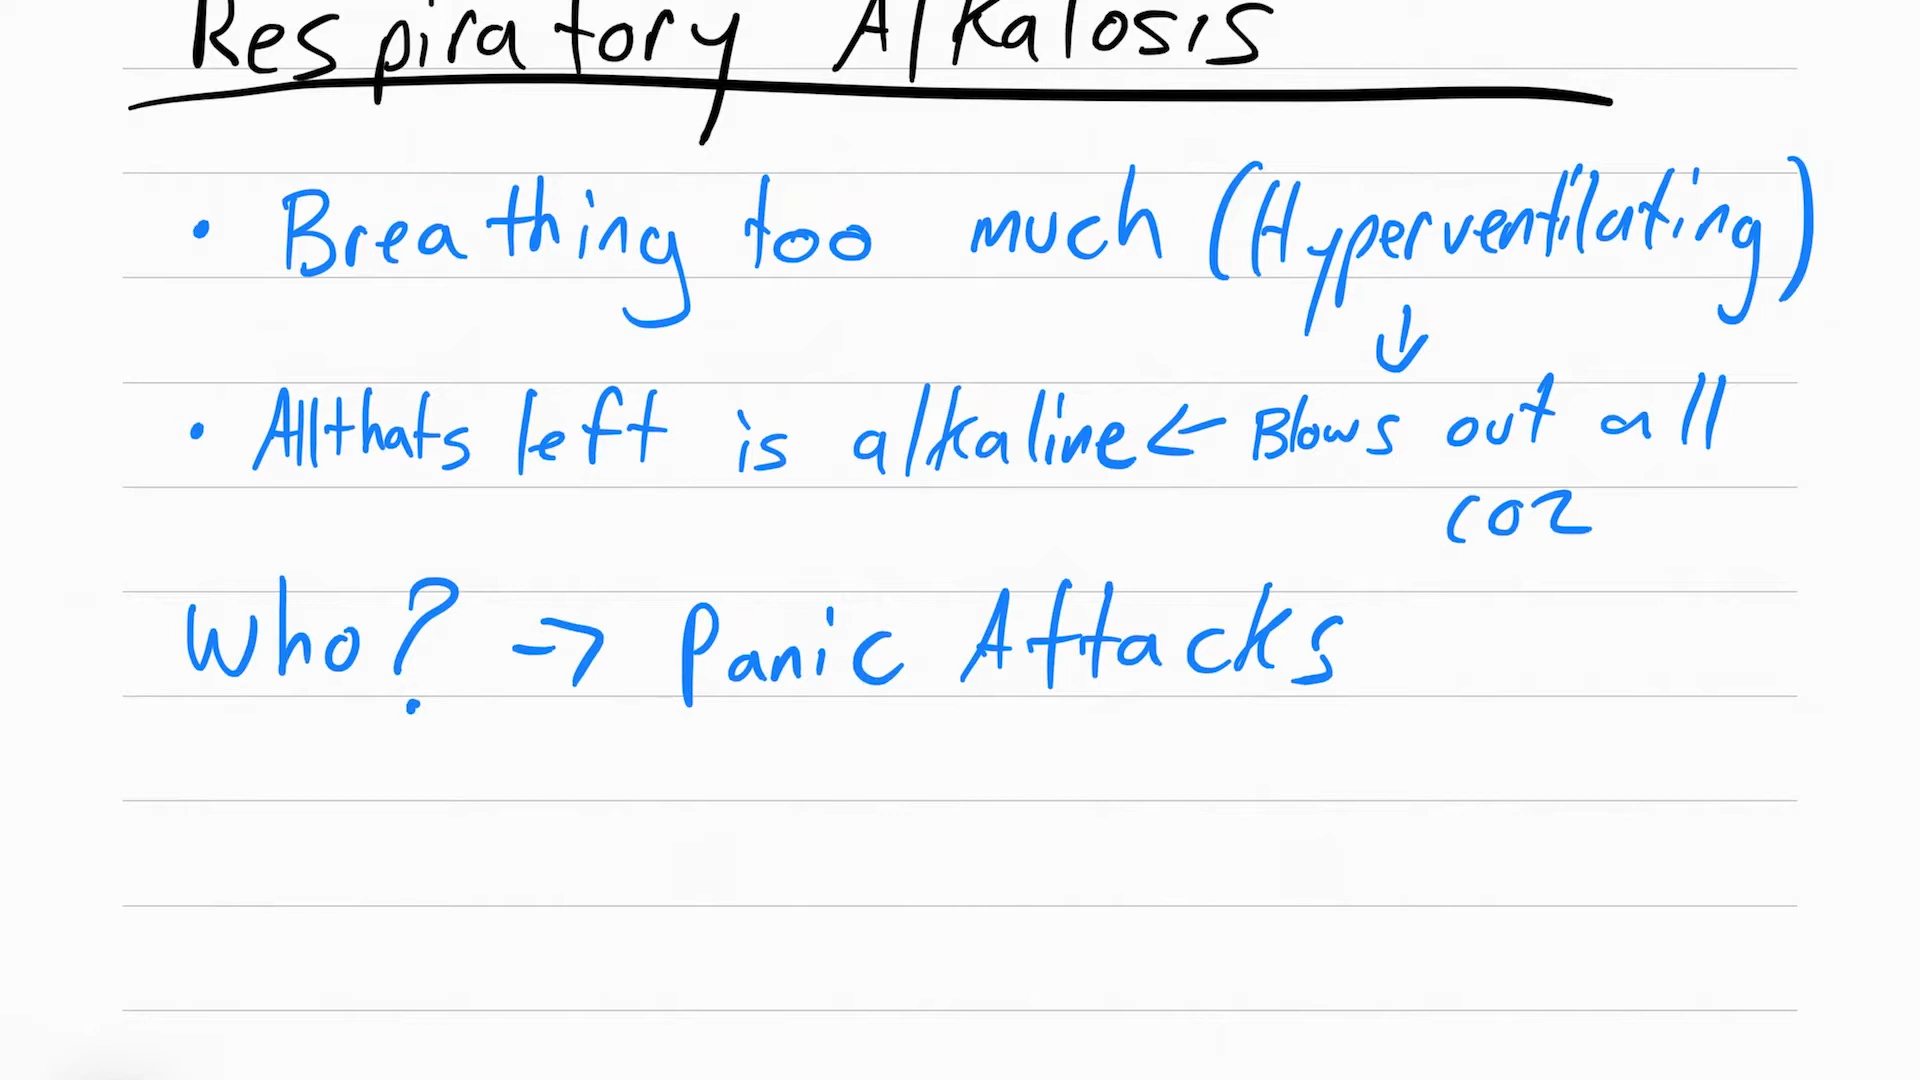 Respiratory Alkalosis
• Breathing too much (Hyperventilating)
↓
• Allthats left is alkaline ← Blows out all
CO2
Who? → Panic Attacks